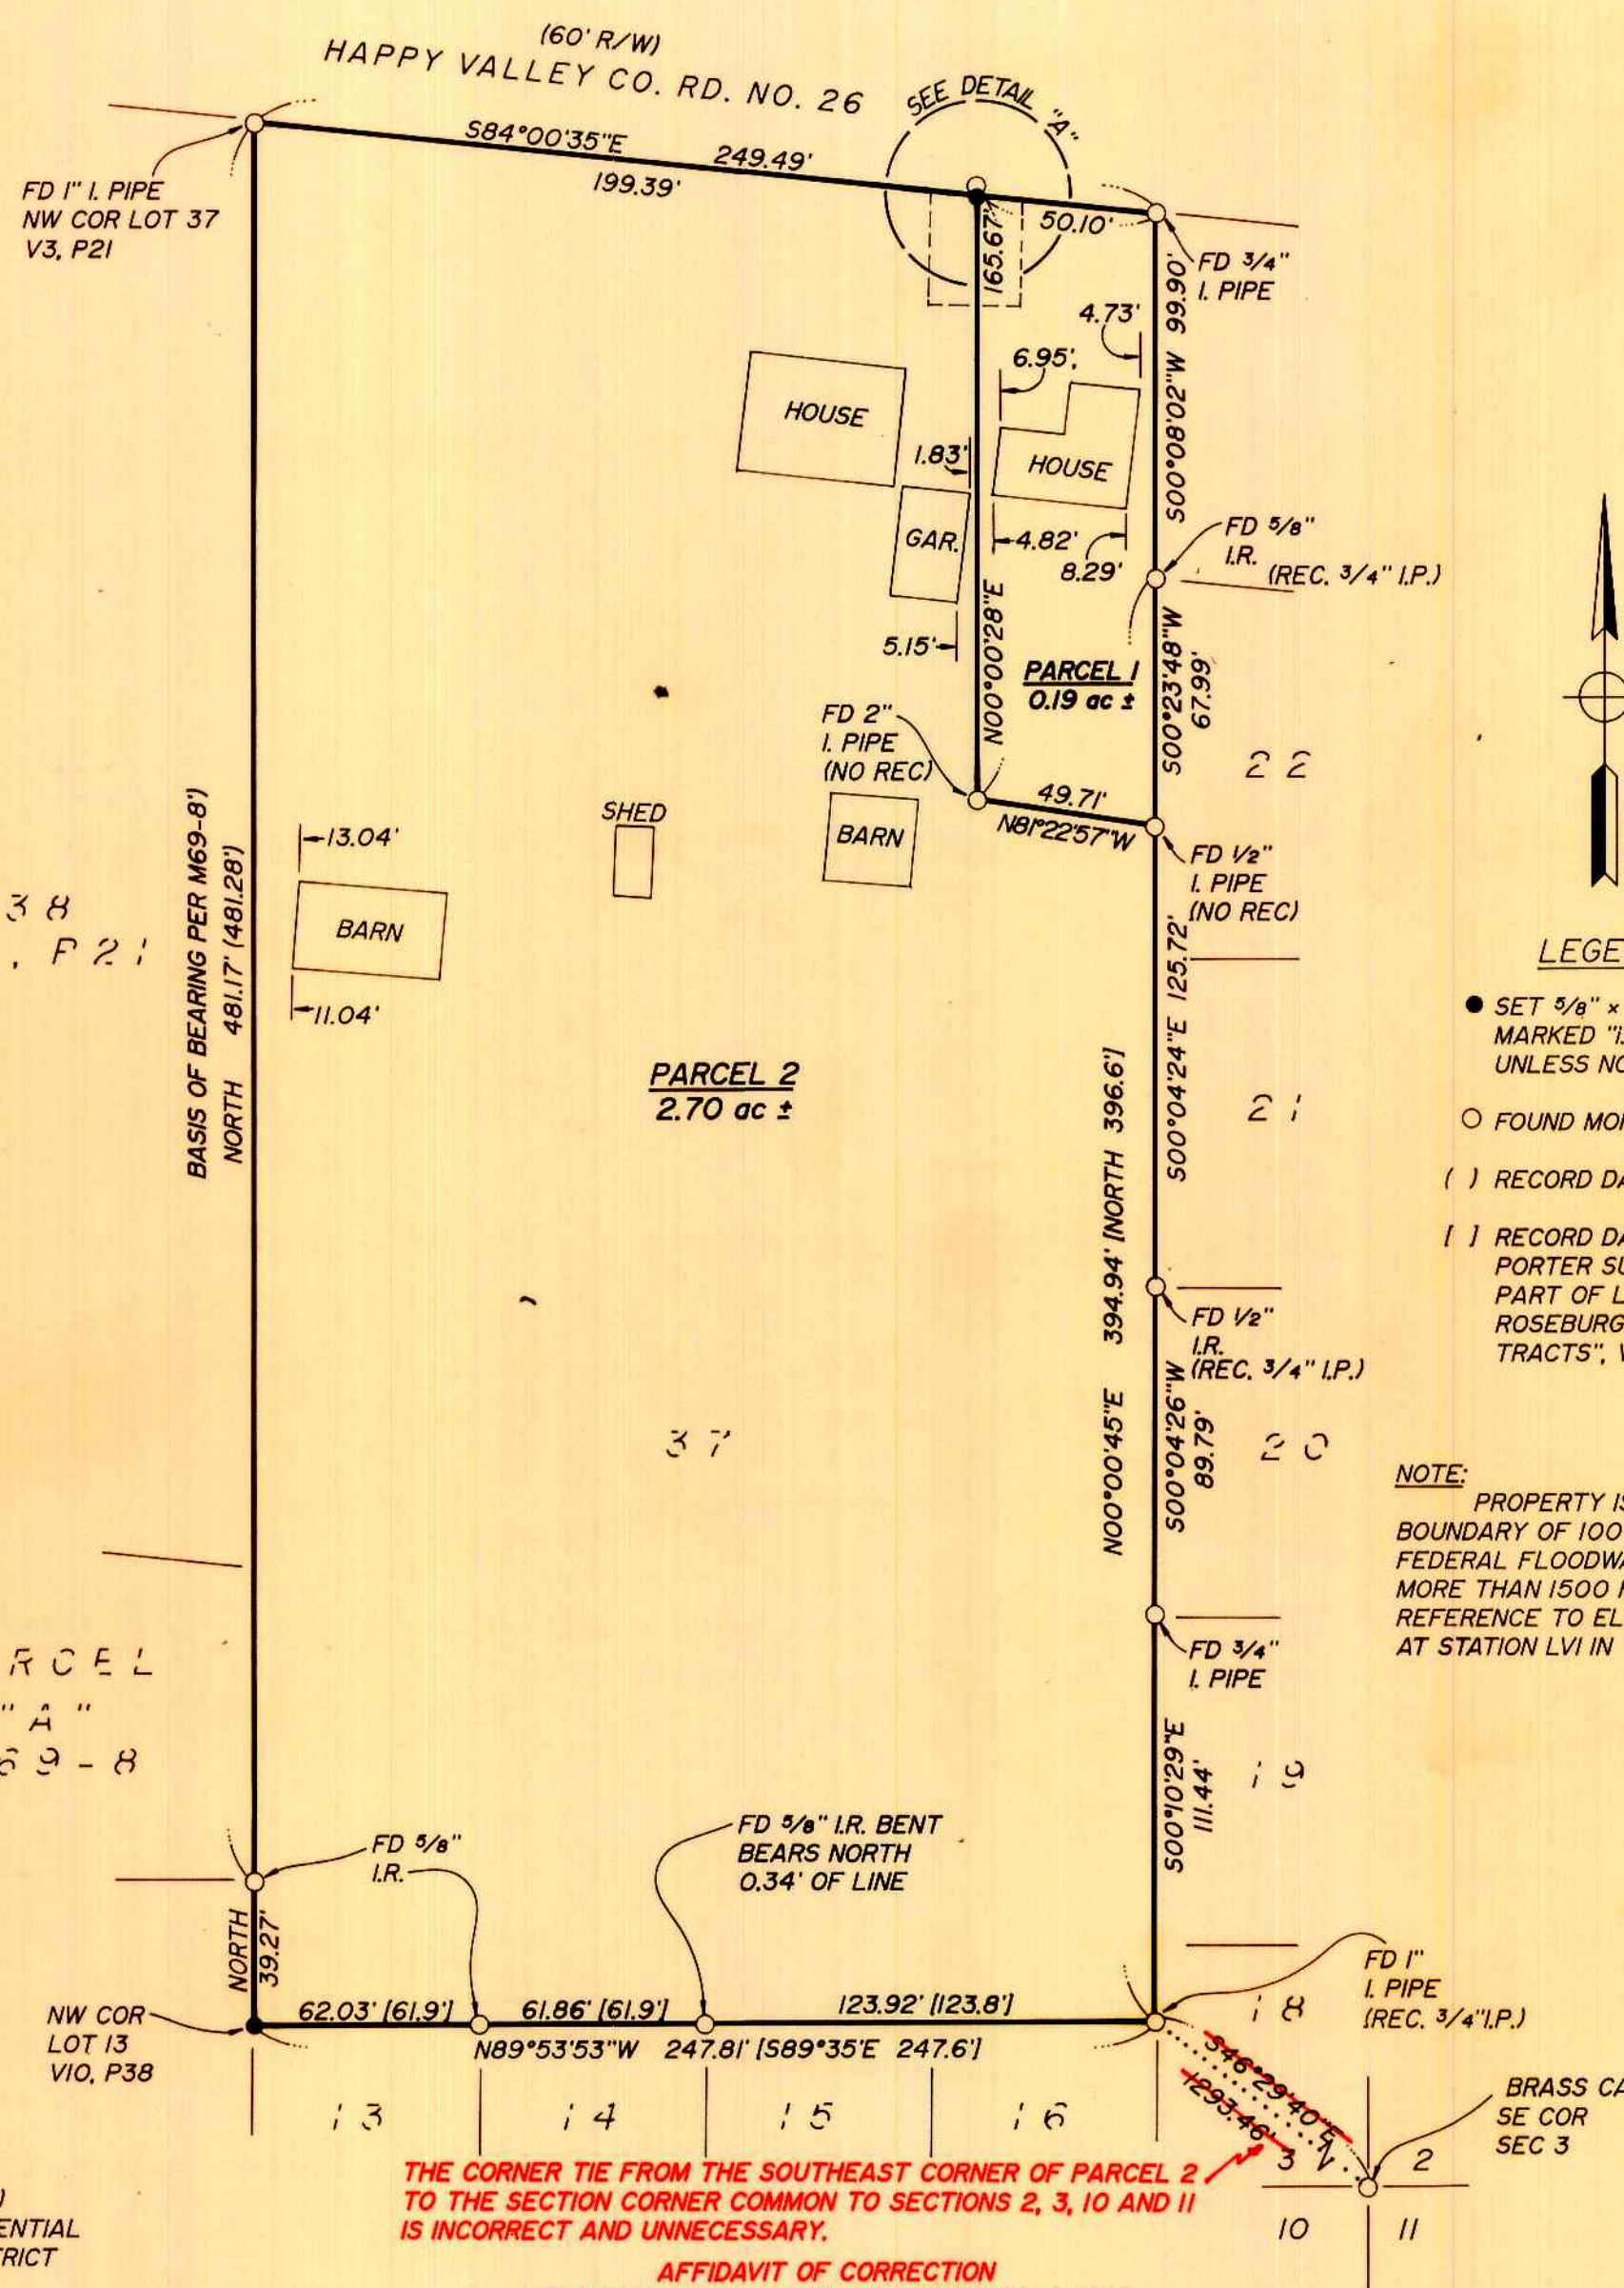 (60' R/W)
HAPPY VALLEY CO. RD. NO. 26
SEE DETAIL "A"
S84°00'35"E 249.49'
199.39'
50.10'
165.67'
FD 1" I. PIPE
NW COR LOT 37
V3, P21
FD 3/4"
I. PIPE
S00°08'02"W 99.90'
4.73'
6.95'
HOUSE
1.83'
HOUSE
GAR.
4.82'
8.29'
5.15'
FD 5/8"
I.R.
(REC. 3/4" I.P.)
N00°00'28"E
PARCEL 1
0.19 ac ±
S00°23'48"W
67.99'
FD 2"
I. PIPE
(NO REC)
22
49.71'
N81°22'57"W
SHED
BARN
13.04'
BARN
11.04'
FD 1/2"
I. PIPE
(NO REC)
38
, P21
BASIS OF BEARING PER M69-8')
NORTH 481.17' (481.28')
PARCEL 2
2.70 ac ±
N00°00'45"E 394.94' [NORTH 396.6']
S00°04'24"E 125.72'
21
LEGE
SET 5/8" ×
MARKED "I.
UNLESS NO
FOUND MO
( ) RECORD DA
[ ] RECORD DA
PORTER SU
PART OF L
ROSEBURG
TRACTS", V
FD 1/2"
I.R.
(REC. 3/4" I.P.)
S00°04'26"W
89.79'
20
37
NOTE:
PROPERTY IS
BOUNDARY OF 100
FEDERAL FLOODWA
MORE THAN 1500
REFERENCE TO EL
AT STATION LVI IN
FD 3/4"
I. PIPE
RCEL
"A"
69-8
S00°10'29"E
111.44'
19
FD 5/8"
I.R.
FD 5/8" I.R. BENT
BEARS NORTH
0.34' OF LINE
NORTH
39.27'
FD 1"
I. PIPE
(REC. 3/4"I.P.)
18
NW COR
LOT 13
V10, P38
62.03' [61.9'] 61.86' [61.9'] 123.92' [123.8']
N89°53'53"W 247.81' [S89°35'E 247.6']
S46°29'40"E
1293.46'
BRASS CA
SE COR
SEC 3
13 14 15 16
3 2
10 11
THE CORNER TIE FROM THE SOUTHEAST CORNER OF PARCEL 2
TO THE SECTION CORNER COMMON TO SECTIONS 2, 3, 10 AND 11
IS INCORRECT AND UNNECESSARY.
AFFIDAVIT OF CORRECTION
)
ENTIAL
TRICT